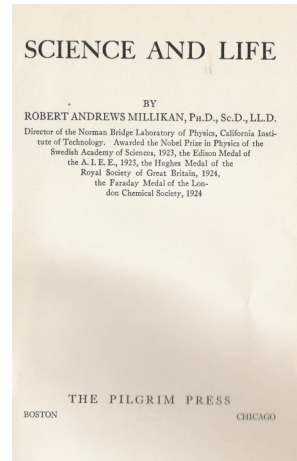 SCIENCE AND LIFE
BY
ROBERT ANDREWS MILLIKAN, PH.D., SC.D., LL.D.
Director of the Norman Bridge Laboratory of Physics, California Insti-
tute of Technology. Awarded the Nobel Prize in Physics of the
Swedish Academy of Sciences, 1923, the Edison Medal of
the A. I. E. E., 1923, the Hughes Medal of the
Royal Society of Great Britain, 1924,
the Faraday Medal of the Lon-
don Chemical Society, 1924
THE PILGRIM PRESS
BOSTON CHICAGO